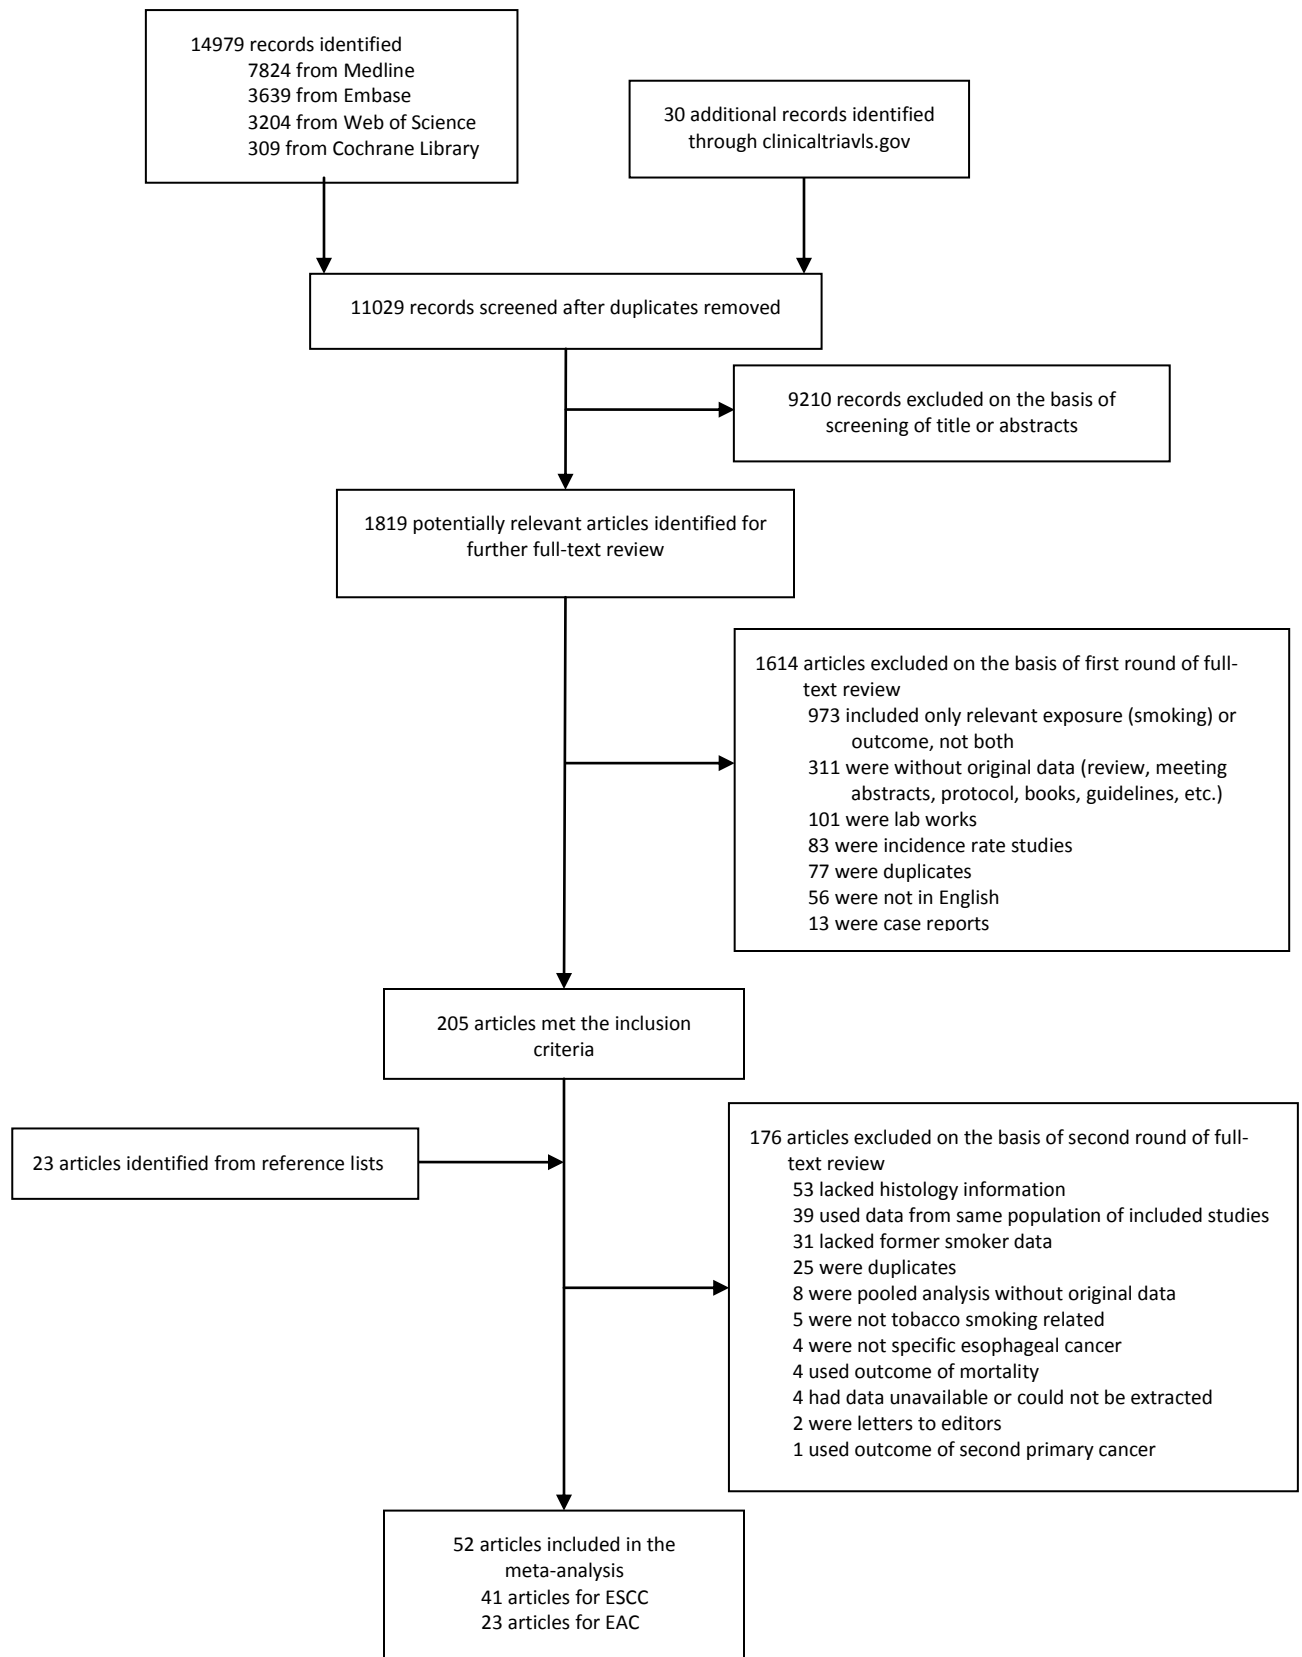 14979 records identified
7824 from Medline
3639 from Embase
3204 from Web of Science
309 from Cochrane Library
30 additional records identified
through clinicaltriavls.gov
11029 records screened after duplicates removed
9210 records excluded on the basis of
screening of title or abstracts
1819 potentially relevant articles identified for
further full-text review
1614 articles excluded on the basis of first round of full-
text review
973 included only relevant exposure (smoking) or
outcome, not both
311 were without original data (review, meeting
abstracts, protocol, books, guidelines, etc.)
101 were lab works
83 were incidence rate studies
77 were duplicates
56 were not in English
13 were case reports
205 articles met the inclusion
criteria
23 articles identified from reference lists
176 articles excluded on the basis of second round of full-
text review
53 lacked histology information
39 used data from same population of included studies
31 lacked former smoker data
25 were duplicates
8 were pooled analysis without original data
5 were not tobacco smoking related
4 were not specific esophageal cancer
4 used outcome of mortality
4 had data unavailable or could not be extracted
2 were letters to editors
1 used outcome of second primary cancer
52 articles included in the
meta-analysis
41 articles for ESCC
23 articles for EAC